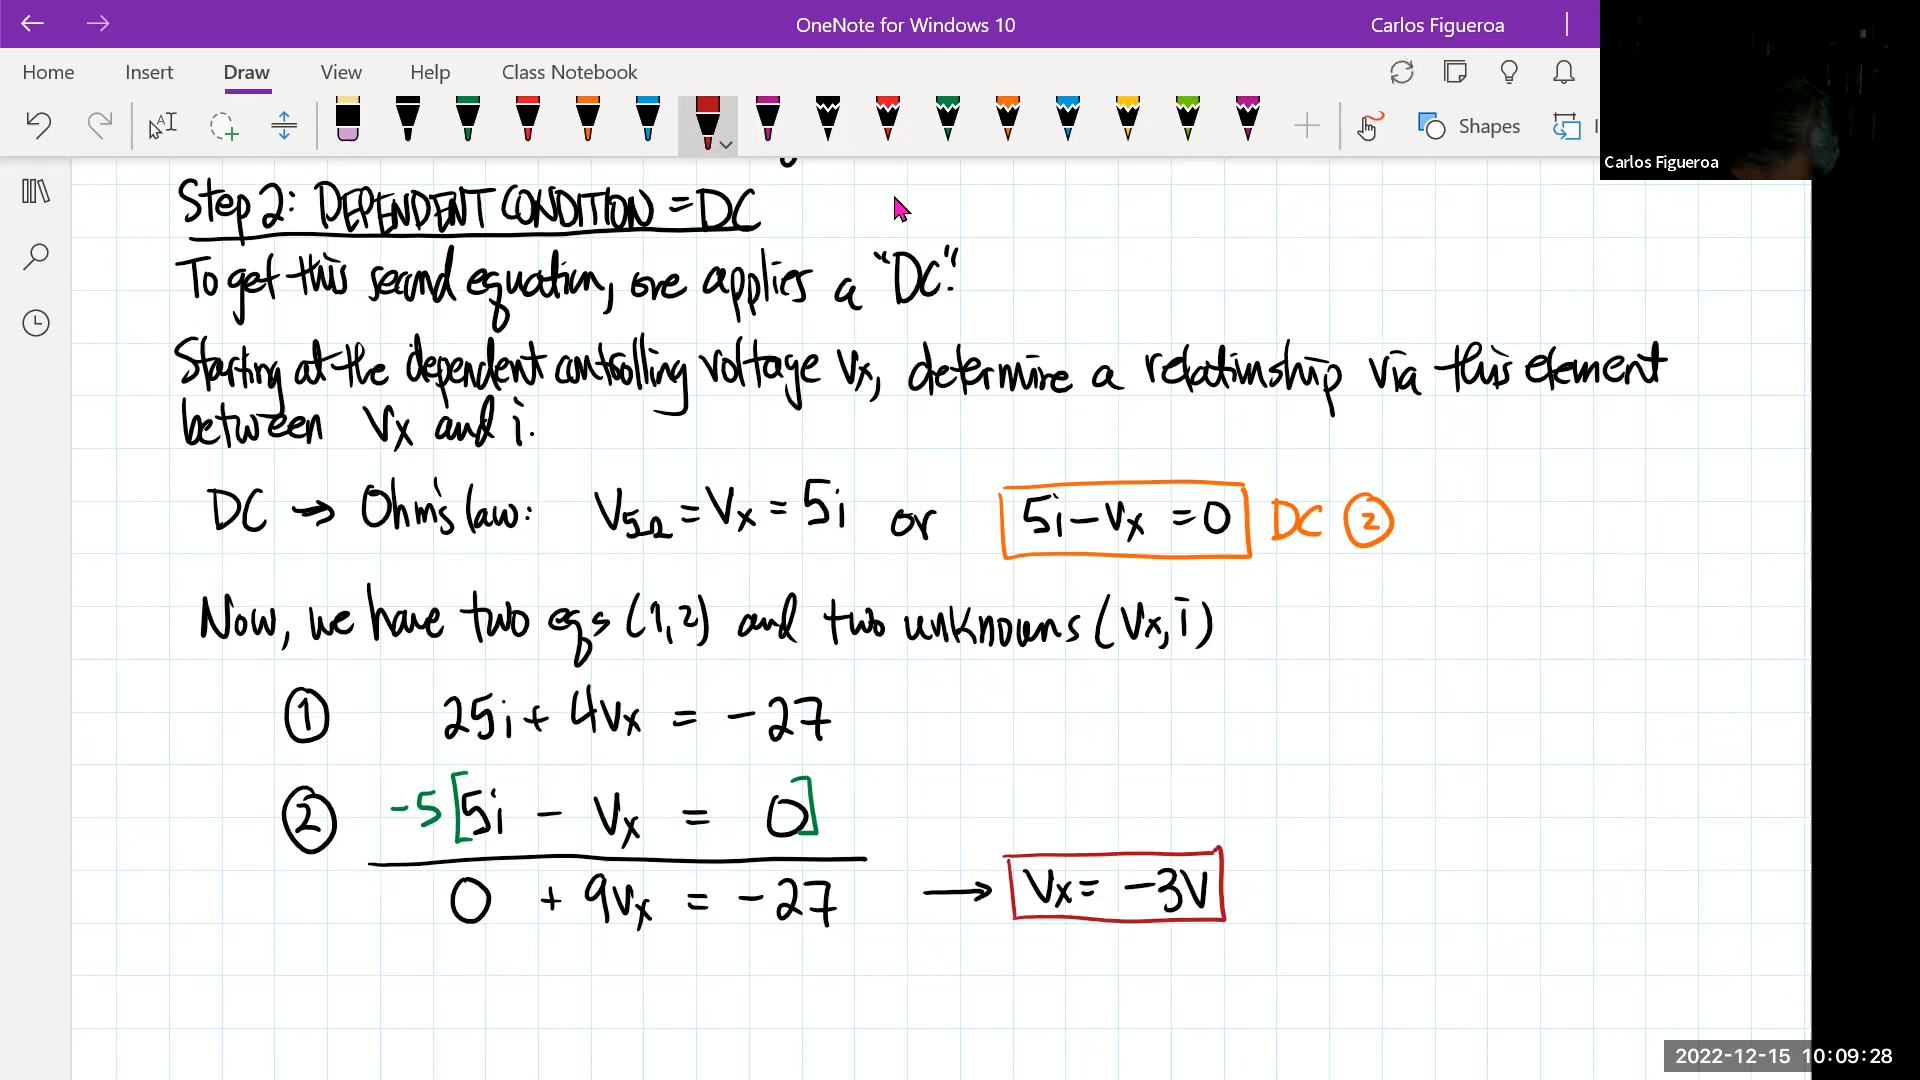 OneNote for Windows 10
Carlos Figueroa
Home Insert Draw View Help Class Notebook
Shapes
Carlos Figueroa
Step 2: DEPENDENT CONDITION = DC
To get this second equation, one applies a "DC".
Starting at the dependent controlling voltage Vx, determine a relationship via this element
between Vx and i.
DC → Ohm's law: V5Ω = Vx = 5i or 5i - Vx = 0 DC ②
Now, we have two eqs (1,2) and two unknowns (Vx, i)
① 25i + 4Vx = -27
② -5[5i - Vx = 0]
0 + 9Vx = -27 → Vx = -3V
2022-12-15 10:09:28